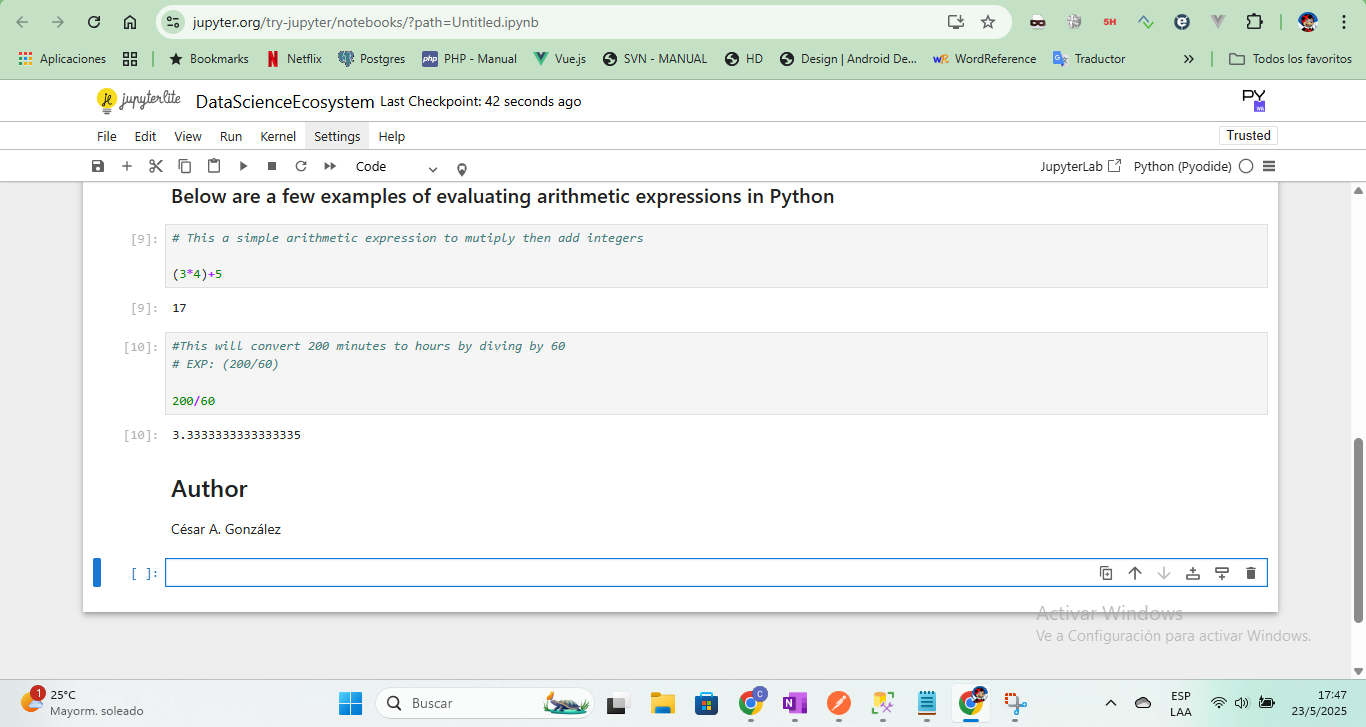 jupyter.org/try-jupyter/notebooks/?path=Untitled.ipynb
5H
Aplicaciones
Bookmarks
Netflix
Postgres
php PHP - Manual
Vue.js
SVN - MANUAL
HD
Design | Android De...
WordReference
Traductor
Todos los favoritos
jupyterlite DataScienceEcosystem Last Checkpoint: 42 seconds ago
PY
File Edit View Run Kernel Settings Help
Trusted
Code
JupyterLab Python (Pyodide)
Below are a few examples of evaluating arithmetic expressions in Python
[9]: # This a simple arithmetic expression to mutiply then add integers
(3*4)+5
[9]: 17
[10]: #This will convert 200 minutes to hours by diving by 60
# EXP: (200/60)
200/60
[10]: 3.3333333333333335
Author
César A. González
[ ]:
Activar Windows
Ve a Configuración para activar Windows.
1
25°C
Mayorm. soleado
Buscar
C
N
ESP
LAA
17:47
23/5/2025